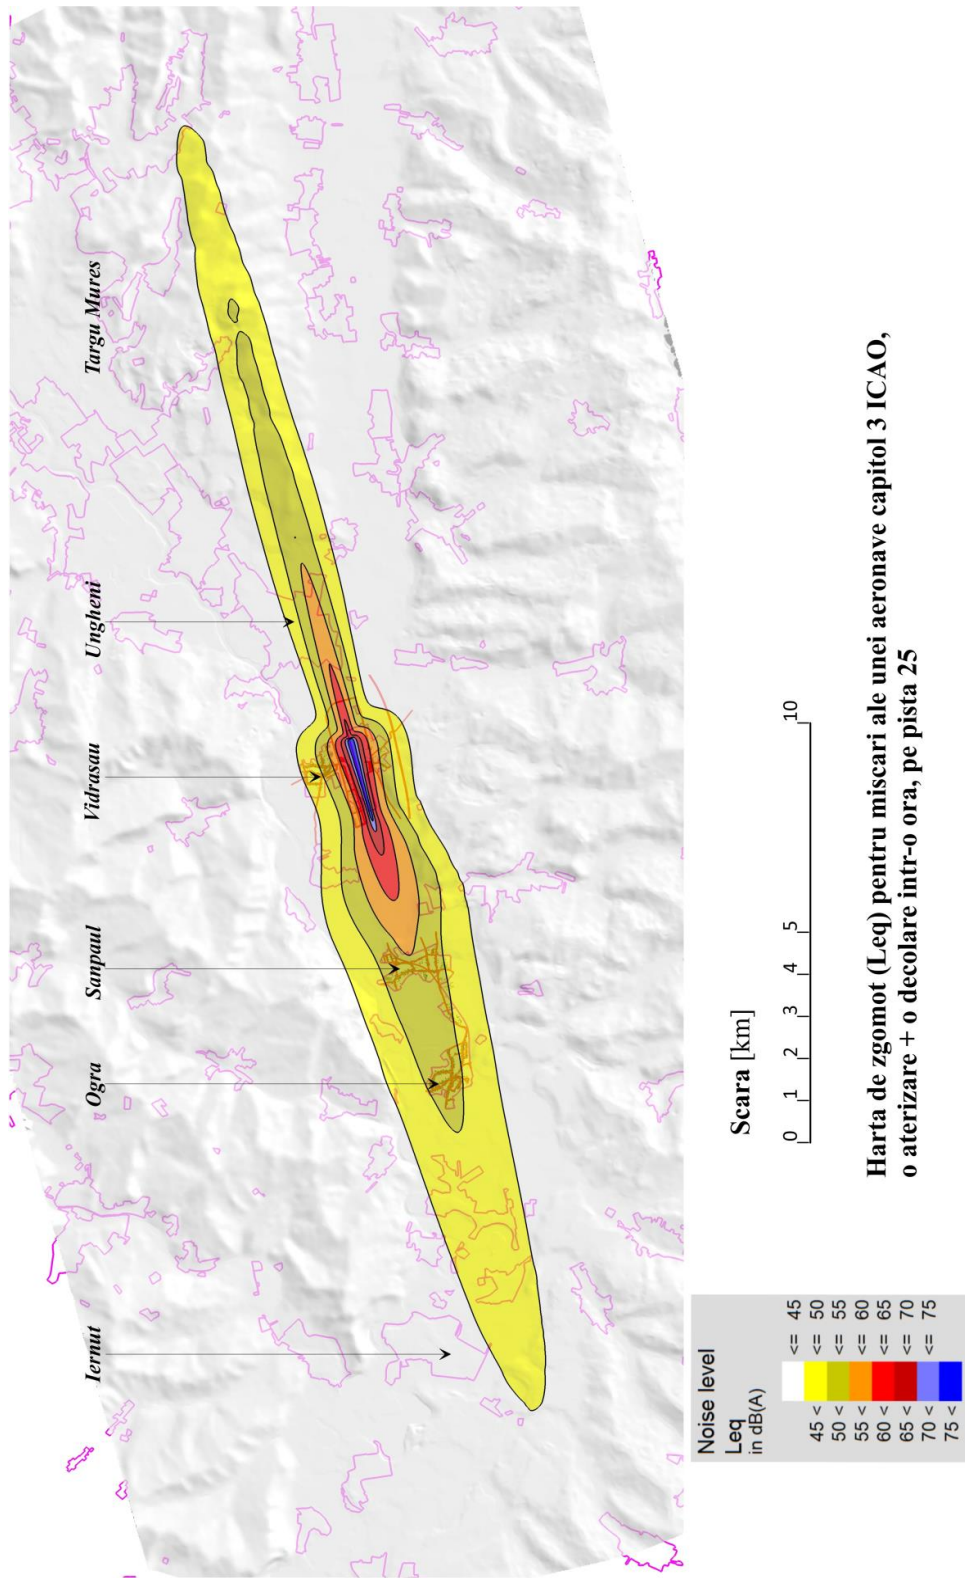 Iernut
Ogra
Sanpaul
Vidrasau
Ungheni
Targu Mures
Noise level
Leq
in dB(A)
<= 45
45 < <= 50
50 < <= 55
55 < <= 60
60 < <= 65
65 < <= 70
70 < <= 75
75 <
Scara [km]
0 1 2 3 4 5 10
Harta de zgomot (Leq) pentru miscari ale unei aeronave capitol 3 ICAO,
o aterizare + o decolare intr-o ora, pe pista 25